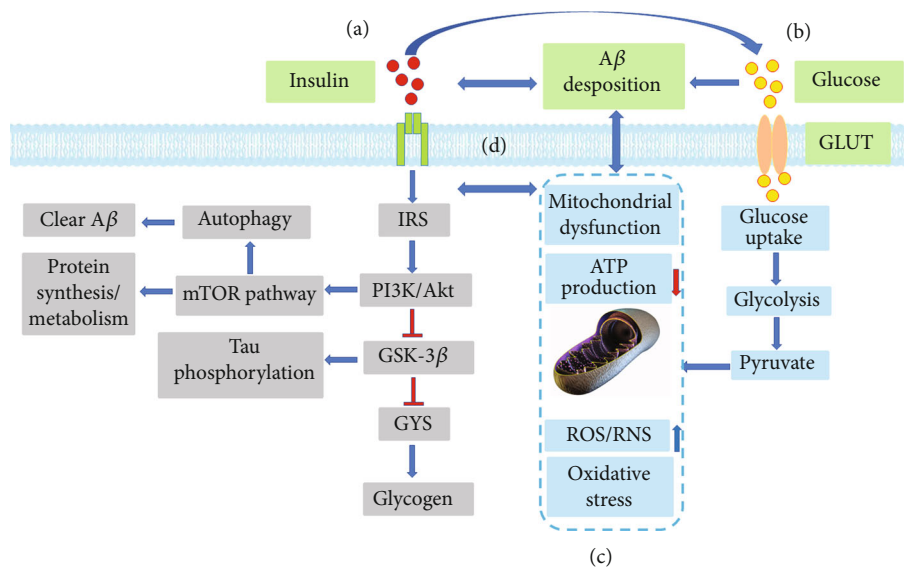 (a)
(b)
Insulin
Aβ
desposition
Glucose
(d)
GLUT
Clear Aβ
Autophagy
IRS
Mitochondrial
dysfunction
Glucose
uptake
Protein
synthesis/
metabolism
mTOR pathway
PI3K/Akt
ATP
production
Glycolysis
Tau
phosphorylation
GSK-3β
Pyruvate
GYS
ROS/RNS
Glycogen
Oxidative
stress
(c)